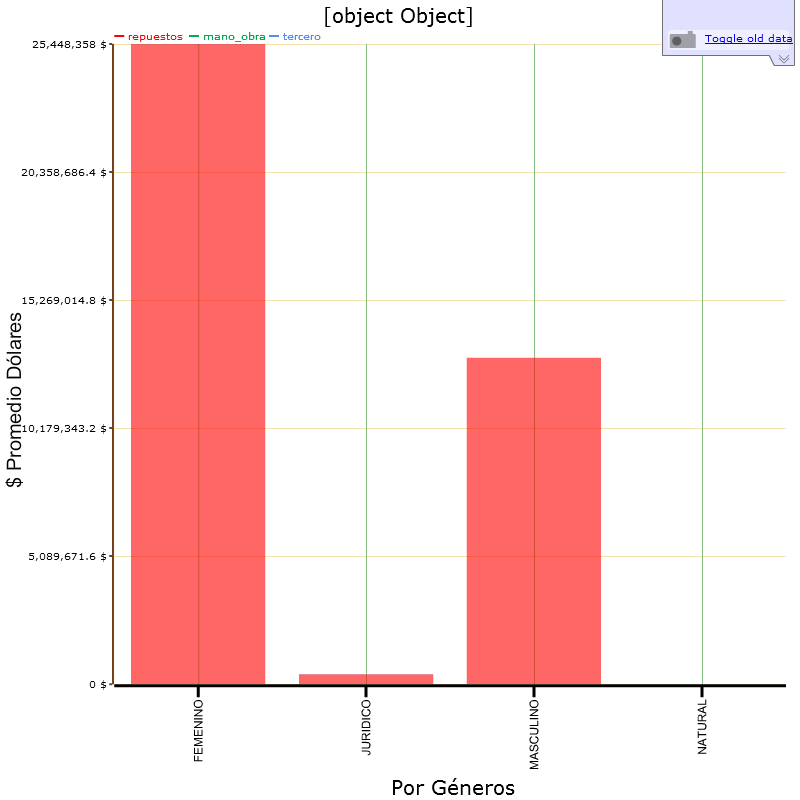 [object Object]
repuestos mano_obra tercero
Toggle old data
25,448,358 $
20,358,686.4 $
15,269,014.8 $
10,179,343.2 $
5,089,671.6 $
0 $
$ Promedio Dólares
FEMENINO
JURIDICO
MASCULINO
NATURAL
Por Géneros